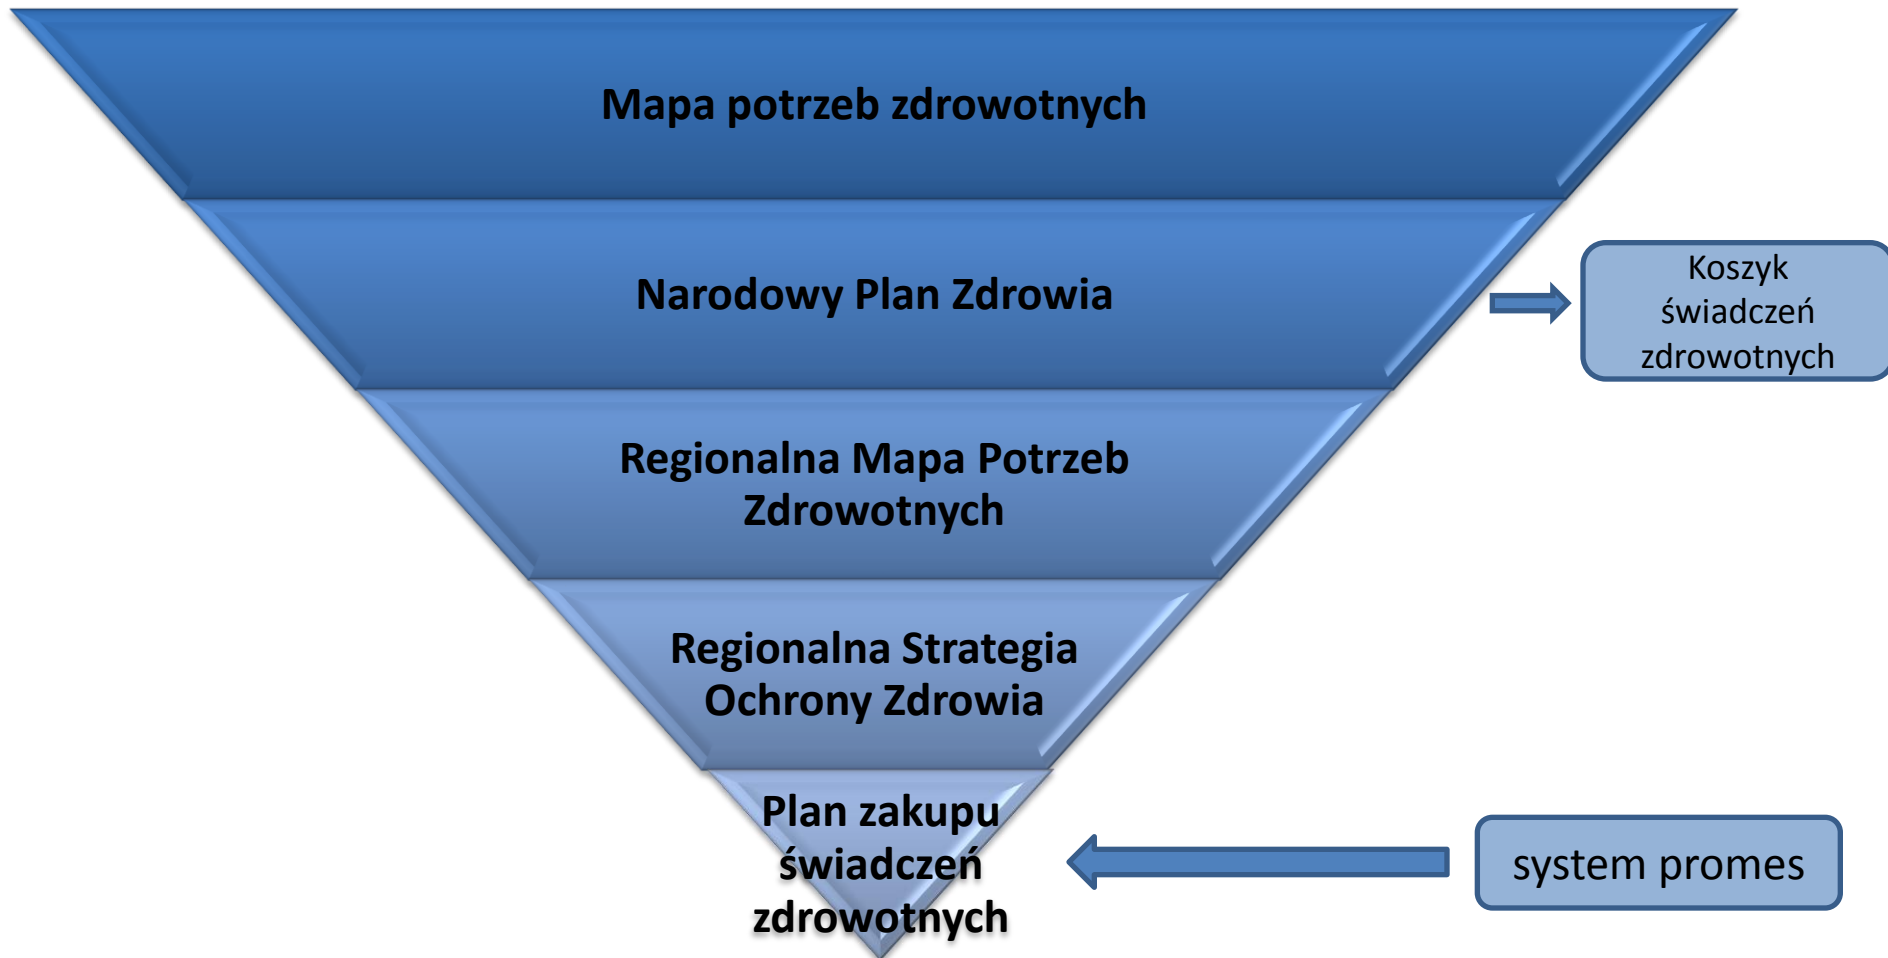 Mapa potrzeb zdrowotnych
Narodowy Plan Zdrowia
Koszyk
świadczeń
zdrowotnych
Regionalna Mapa Potrzeb
Zdrowotnych
Regionalna Strategia
Ochrony Zdrowia
Plan zakupu
świadczeń
zdrowotnych
system promes